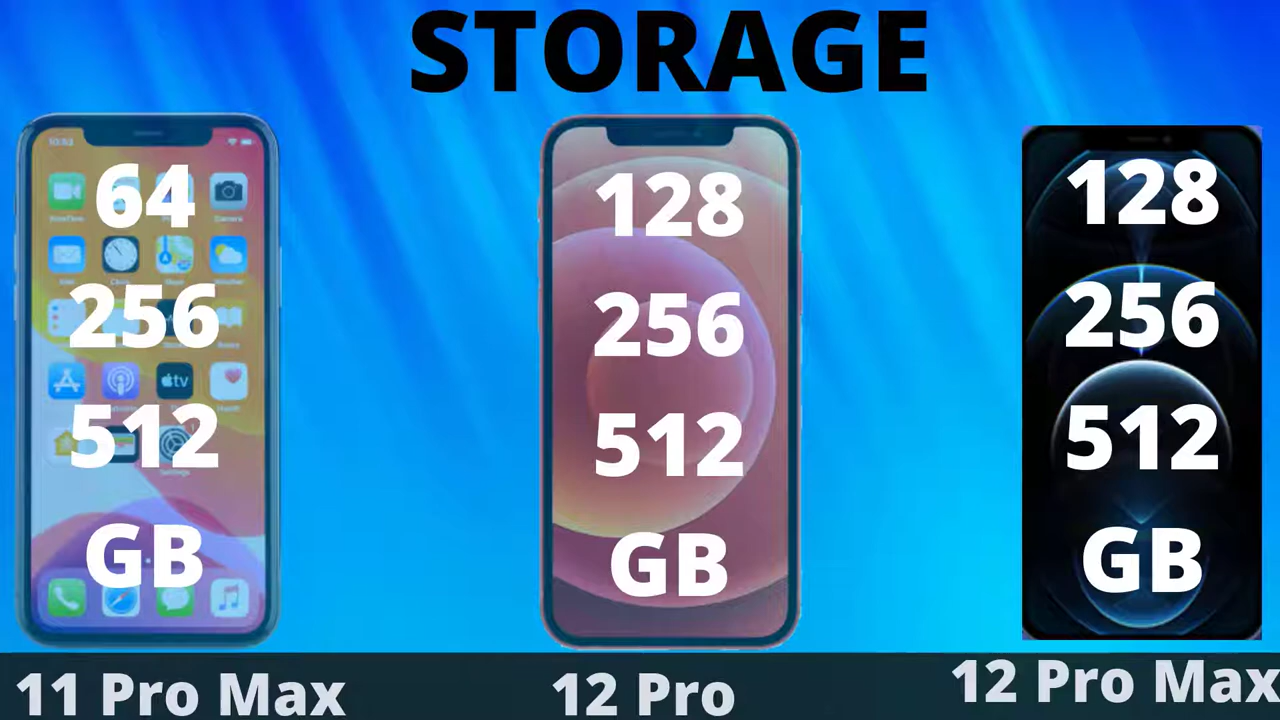 STORAGE
64
256
512
GB
128
256
512
GB
128
256
512
GB
11 Pro Max
12 Pro
12 Pro Max